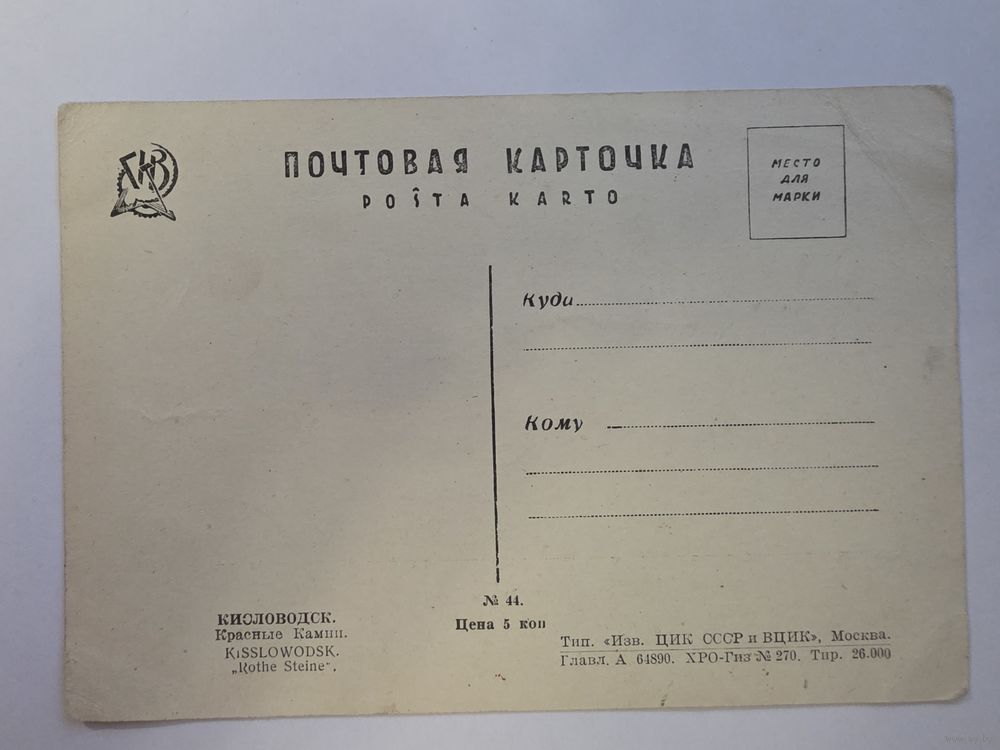 ПОЧТОВАЯ КАРТОЧКА
POŜTA KARTO
МЕСТО
ДЛЯ
МАРКИ
Куда
Кому
№ 44.
Цена 5 коп
КИСЛОВОДСК.
Красные Камни.
KISSLOWODSK.
„Rothe Steine“.
Тип. «Изв. ЦИК СССР и ВЦИК», Москва.
Главл. А 64890. ХРО-Гиз № 270. Тир. 26.000